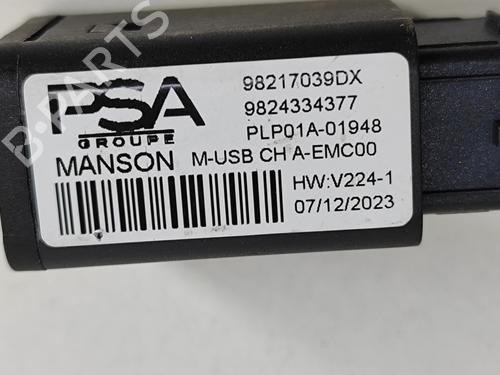 PSA
GROUPE
MANSON
98217039DX
9824334377
PLP01A-01948
M-USB CH A-EMC00
HW:V224-1
07/12/2023
B-PARTS